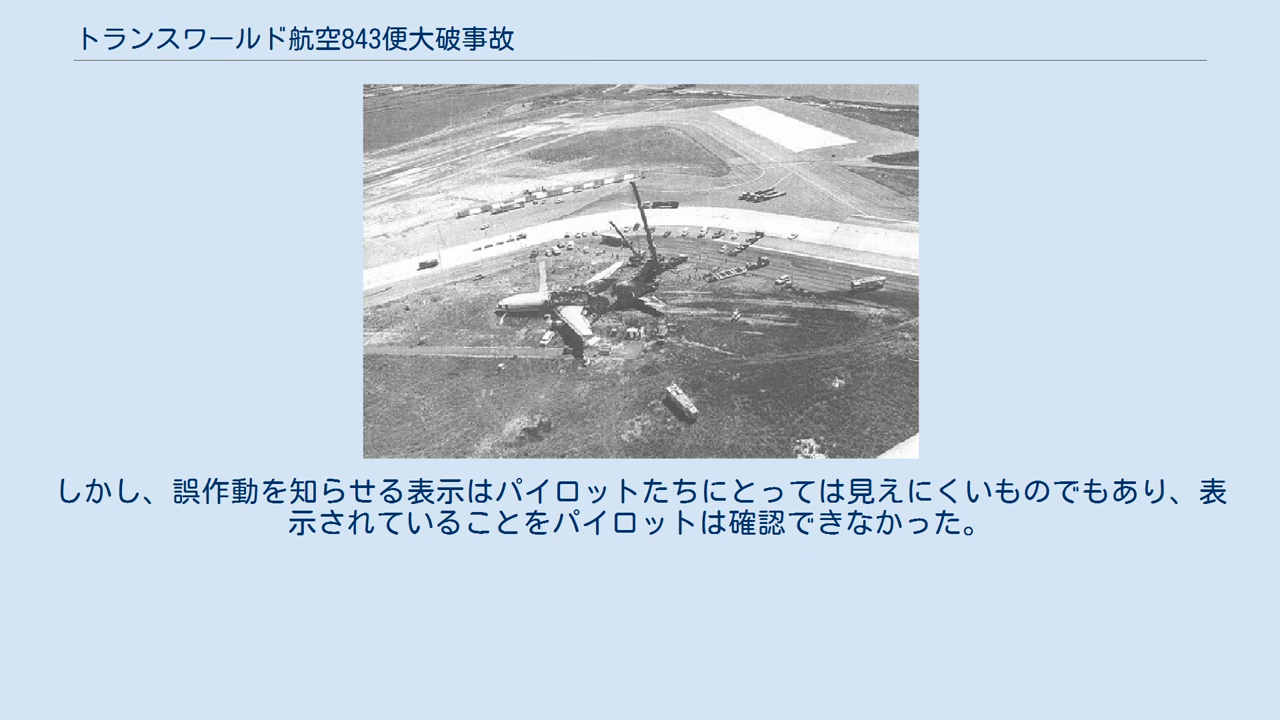 トランスワールド航空843便大破事故
しかし、誤作動を知らせる表示はパイロットたちにとっては見えにくいものでもあり、表
示されていることをパイロットは確認できなかった。